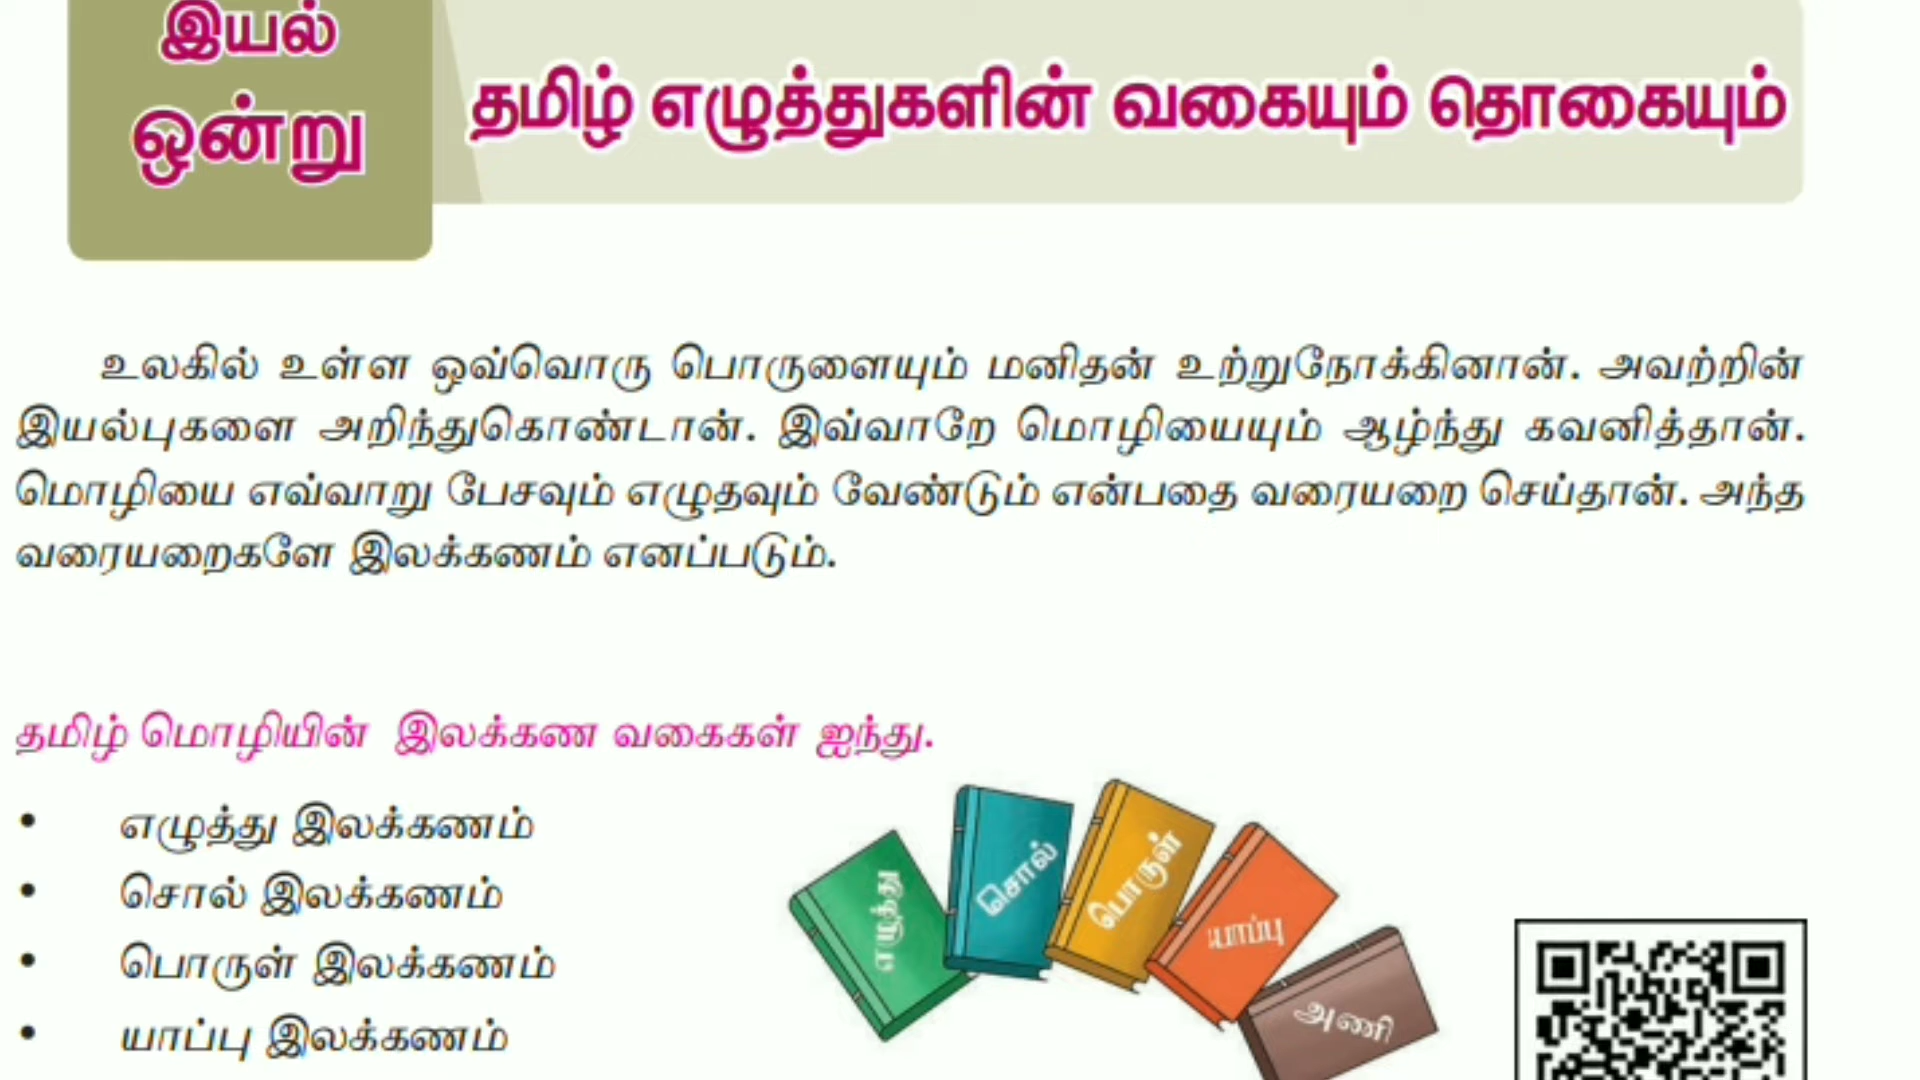 இயல்
ஒன்று
தமிழ் எழுத்துகளின் வகையும் தொகையும்
உலகில் உள்ள ஒவ்வொரு பொருளையும் மனிதன் உற்றுநோக்கினான். அவற்றின்
இயல்புகளை அறிந்துகொண்டான். இவ்வாறே மொழியையும் ஆழ்ந்து கவனித்தான்.
மொழியை எவ்வாறு பேசவும் எழுதவும் வேண்டும் என்பதை வரையறை செய்தான். அந்த
வரையறைகளே இலக்கணம் எனப்படும்.
தமிழ் மொழியின் இலக்கண வகைகள் ஐந்து.
• எழுத்து இலக்கணம்
• சொல் இலக்கணம்
• பொருள் இலக்கணம்
• யாப்பு இலக்கணம்
எழுத்து
சொல்
பொருள்
யாப்பு
அணி